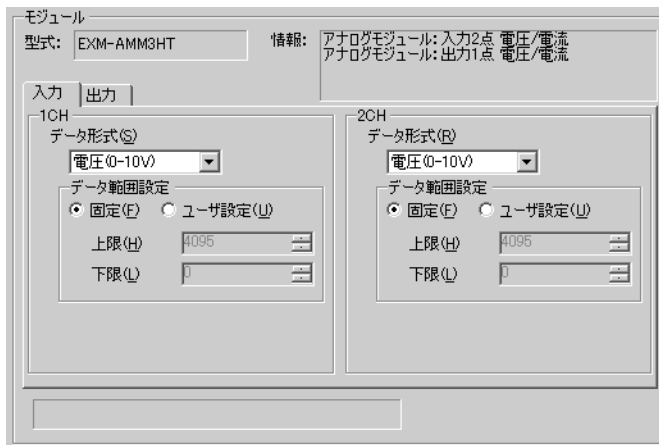 モジュール
型式: EXM-AMM3HT 情報: アナログモジュール:入力2点 電圧/電流
アナログモジュール:出力1点 電圧/電流
入力 出力
1CH 2CH
データ形式(S) データ形式(R)
電圧(0-10V) 電圧(0-10V)
データ範囲設定 データ範囲設定
固定(F) ユーザ設定(U) 固定(F) ユーザ設定(U)
上限(H) 4095 上限(H) 4095
下限(L) 0 下限(L) 0